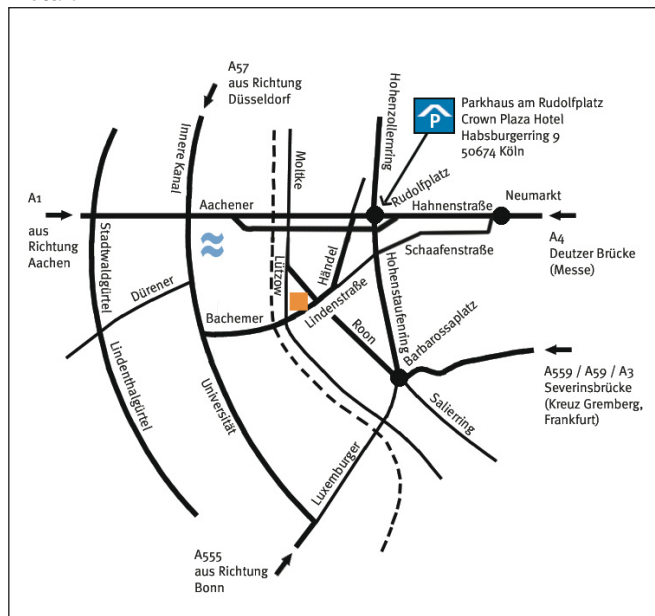 A57
aus Richtung
Düsseldorf
Innere Kanal
Moltke
Hohenzollernring
P
Parkhaus am Rudolfplatz
Crown Plaza Hotel
Habsburgerring 9
50674 Köln
A1
aus
Richtung
Aachen
Aachener
Rudolfplatz
Hahnenstraße
Neumarkt
A4
Deutzer Brücke
(Messe)
Stadtwaldgürtel
Dürener
Lützow
Händel
Schaafenstraße
Lindenstraße
Hohenstaufenring
Bachemer
Roon
Barbarossaplatz
Lindenthalgürtel
Universität
A559 / A59 / A3
Severinsbrücke
(Kreuz Gremberg,
Frankfurt)
Salierring
Luxemburger
A555
aus Richtung
Bonn